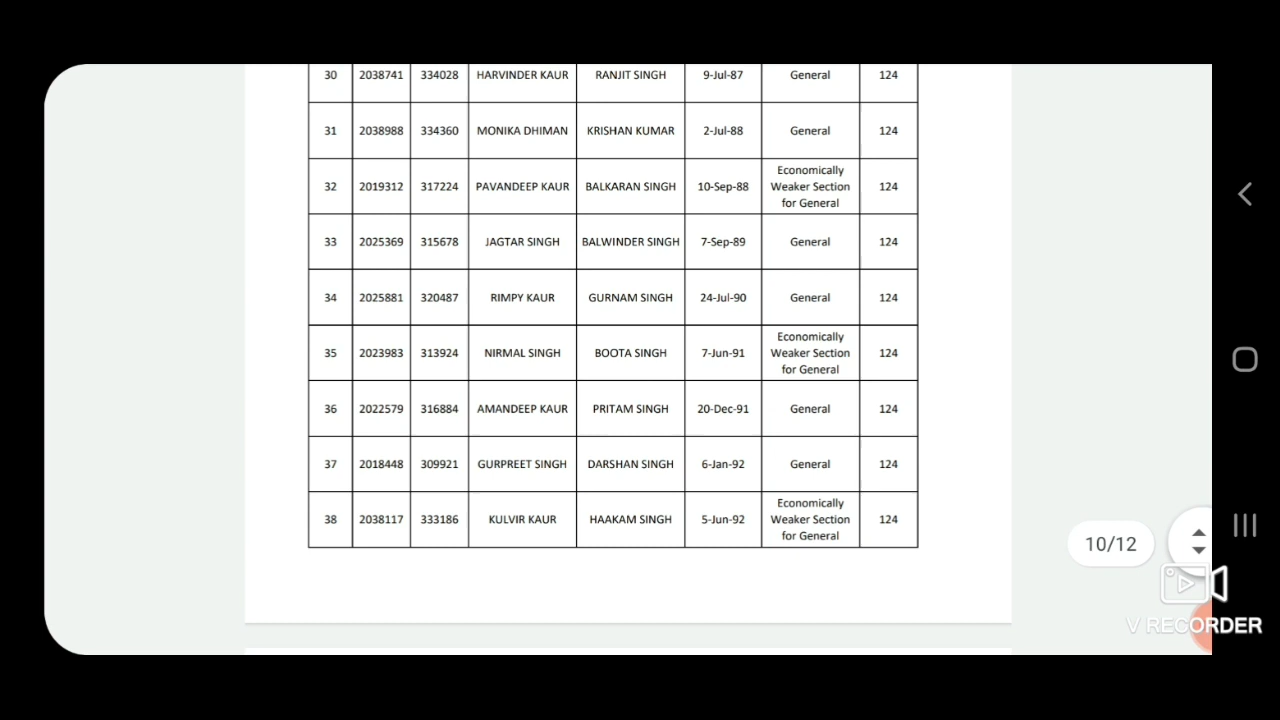 30 2038741 334028 HARVINDER KAUR RANJIT SINGH 9-Jul-87 General 124
31 2038988 334360 MONIKA DHIMAN KRISHAN KUMAR 2-Jul-88 General 124
32 2019312 317224 PAVANDEEP KAUR BALKARAN SINGH 10-Sep-88 Economically Weaker Section for General 124
33 2025369 315678 JAGTAR SINGH BALWINDER SINGH 7-Sep-89 General 124
34 2025881 320487 RIMPY KAUR GURNAM SINGH 24-Jul-90 General 124
35 2023983 313924 NIRMAL SINGH BOOTA SINGH 7-Jun-91 Economically Weaker Section for General 124
36 2022579 316884 AMANDEEP KAUR PRITAM SINGH 20-Dec-91 General 124
37 2018448 309921 GURPREET SINGH DARSHAN SINGH 6-Jan-92 General 124
38 2038117 333186 KULVIR KAUR HAAKAM SINGH 5-Jun-92 Economically Weaker Section for General 124
10/12
V RECORDER